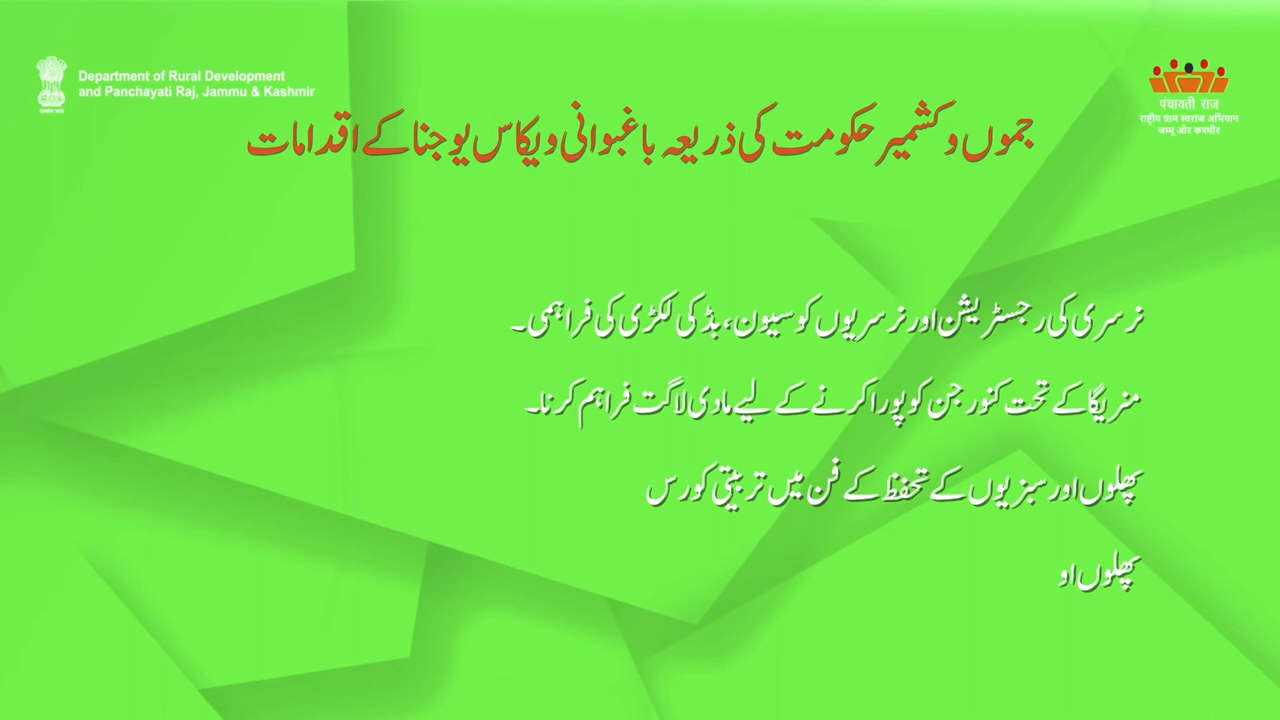 Department of Rural Development
and Panchayati Raj, Jammu & Kashmir
पंचायती राज
राष्ट्रीय ग्राम स्वराज अभियान
जम्मू और कश्मीर
جموں و کشمیر حکومت کی ذریعہ باغبوانی ویکاس یوجنا کے اقدامات
نرسری کی رجسٹریشن اور نرسریوں کو سیون، بڈ کی لکڑی کی فراہمی۔
منریگا کے تحت کنورجن کو پورا کرنے کے لیے مادی لاگت فراہم کرنا۔
پھلوں اور سبزیوں کے تحفظ کے فن میں تربیتی کورس
پھلوں او